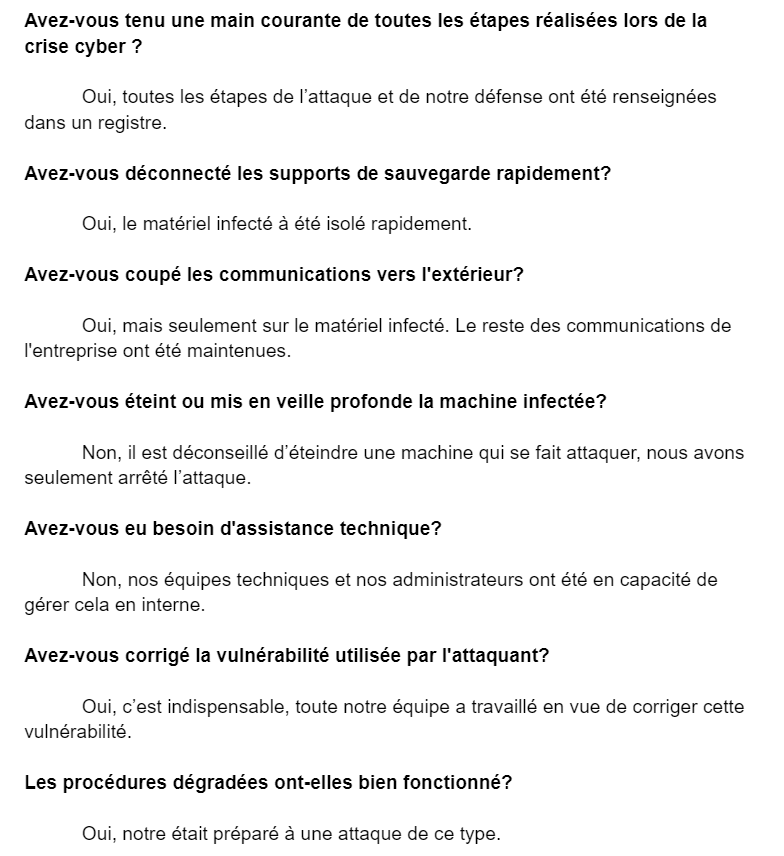 Avez-vous tenu une main courante de toutes les étapes réalisées lors de la
crise cyber ?
Oui, toutes les étapes de l’attaque et de notre défense ont été renseignées
dans un registre.
Avez-vous déconnecté les supports de sauvegarde rapidement?
Oui, le matériel infecté à été isolé rapidement.
Avez-vous coupé les communications vers l'extérieur?
Oui, mais seulement sur le matériel infecté. Le reste des communications de
l'entreprise ont été maintenues.
Avez-vous éteint ou mis en veille profonde la machine infectée?
Non, il est déconseillé d’éteindre une machine qui se fait attaquer, nous avons
seulement arrêté l’attaque.
Avez-vous eu besoin d'assistance technique?
Non, nos équipes techniques et nos administrateurs ont été en capacité de
gérer cela en interne.
Avez-vous corrigé la vulnérabilité utilisée par l'attaquant?
Oui, c’est indispensable, toute notre équipe a travaillé en vue de corriger cette
vulnérabilité.
Les procédures dégradées ont-elles bien fonctionné?
Oui, notre était préparé à une attaque de ce type.